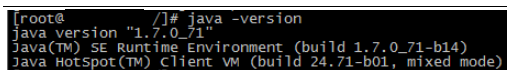 [root@ /]# java -version
java version "1.7.0_71"
Java(TM) SE Runtime Environment (build 1.7.0_71-b14)
Java HotSpot(TM) Client VM (build 24.71-b01, mixed mode)